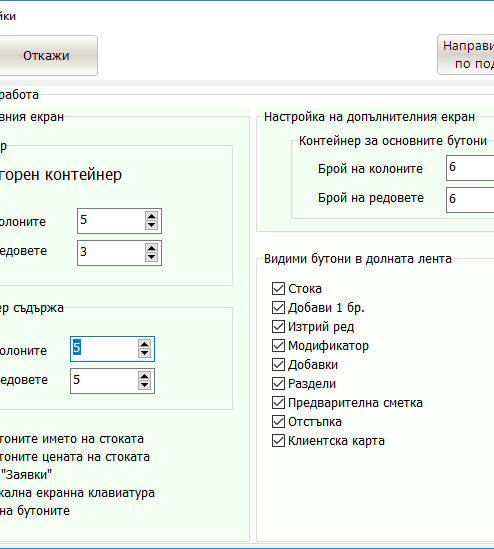 йки
Откажи
Направи
по под
работа
вния екран
р
горен контейнер
олоните 5
едовете 3
ер съдържа
олоните 5
едовете 5
тоните името на стоката
тоните цената на стоката
"Заявки"
кална екранна клавиатура
на бутоните
Настройка на допълнителния екран
Контейнер за основните бутони
Брой на колоните 6
Брой на редовете 6
Видими бутони в долната лента
Стока
Добави 1 бр.
Изтрий ред
Модификатор
Добавки
Раздели
Предварителна сметка
Отстъпка
Клиентска карта